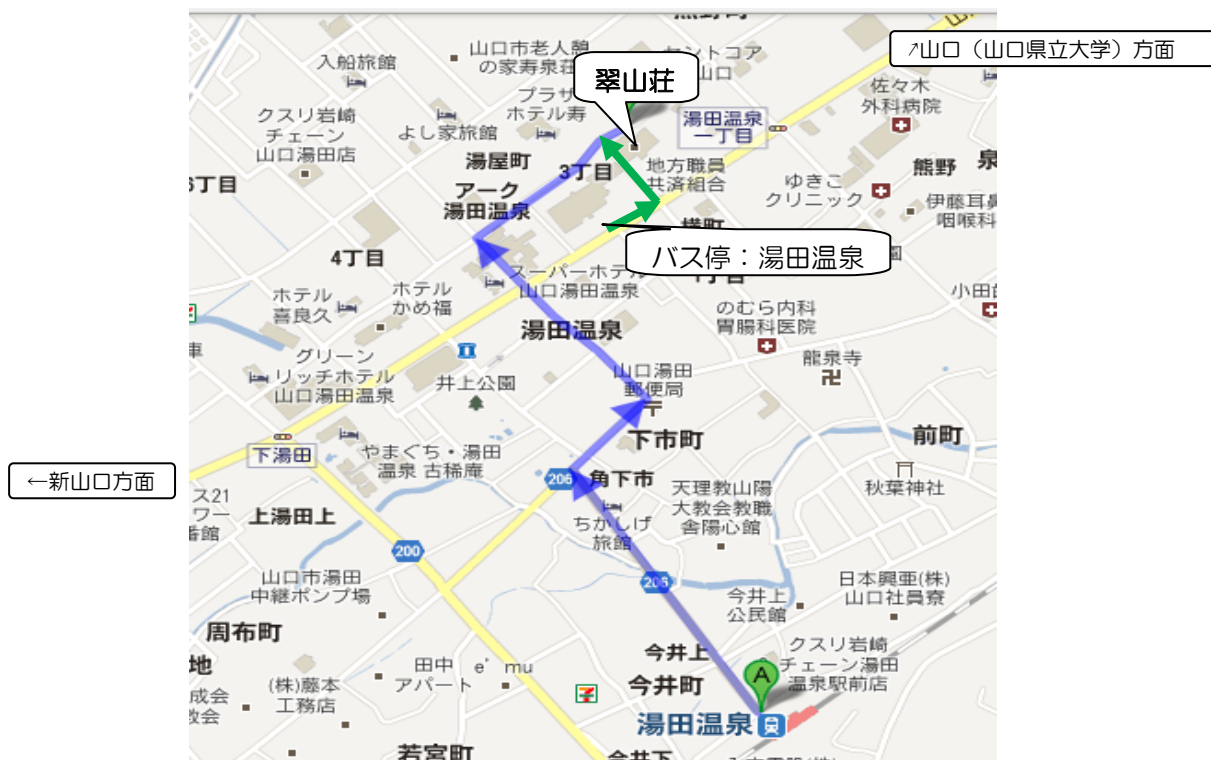 ↗山口（山口県立大学）方面
山口市老人憩
の家寿泉荘
セントコア
山口
入船旅館
翠山荘
佐々木
外科病院
プラザ
ホテル寿
クスリ岩崎
チェーン
山口湯田店
よし家旅館
湯田温泉
一丁目
湯屋町
3丁目
地方職員
共済組合
熊野
ゆきこ
クリニック
アーク
湯田温泉
伊藤耳鼻
咽喉科
横町
バス停：湯田温泉
4丁目
スーパーホテル
山口湯田温泉
ホテル
喜良久
ホテル
かめ福
のむら内科
胃腸科医院
湯田温泉
グリーン
リッチホテル
山口湯田温泉
井上公園
山口湯田
郵便局
龍泉寺
下市町
前町
下湯田
やまぐち・湯田
温泉 古稀庵
←新山口方面
206
角下市
天理教山陽
大教会教職
舎陽心館
秋葉神社
上湯田上
ちかしげ
旅館
200
山口市湯田
中継ポンプ場
206
今井上
公民館
日本興亜(株)
山口社員寮
周布町
今井上
クスリ岩崎
チェーン湯田
温泉駅前店
田中
アパート
e' mu
(株)藤本
工務店
今井町
A
湯田温泉
若宮町
今井下